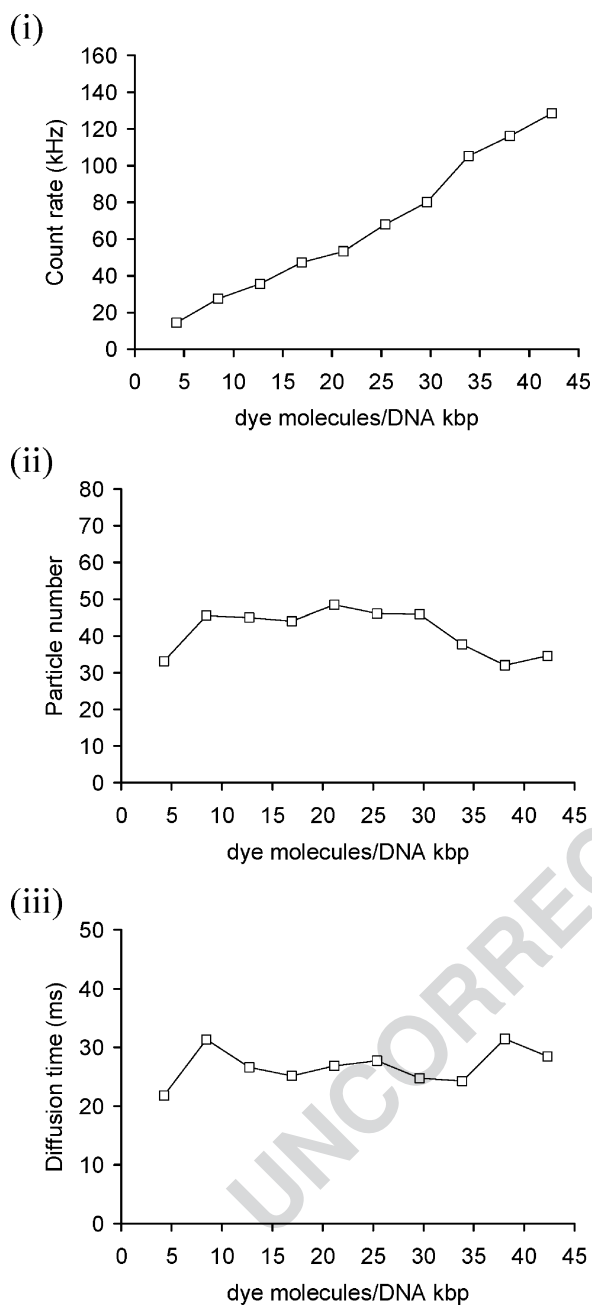 (i)
160
140
120
100
80
60
40
20
0
Count rate (kHz)
0 5 10 15 20 25 30 35 40 45
dye molecules/DNA kbp
(ii)
80
70
60
50
40
30
20
10
0
Particle number
0 5 10 15 20 25 30 35 40 45
dye molecules/DNA kbp
(iii)
50
40
30
20
10
0
Diffusion time (ms)
0 5 10 15 20 25 30 35 40 45
dye molecules/DNA kbp
UNCORREC